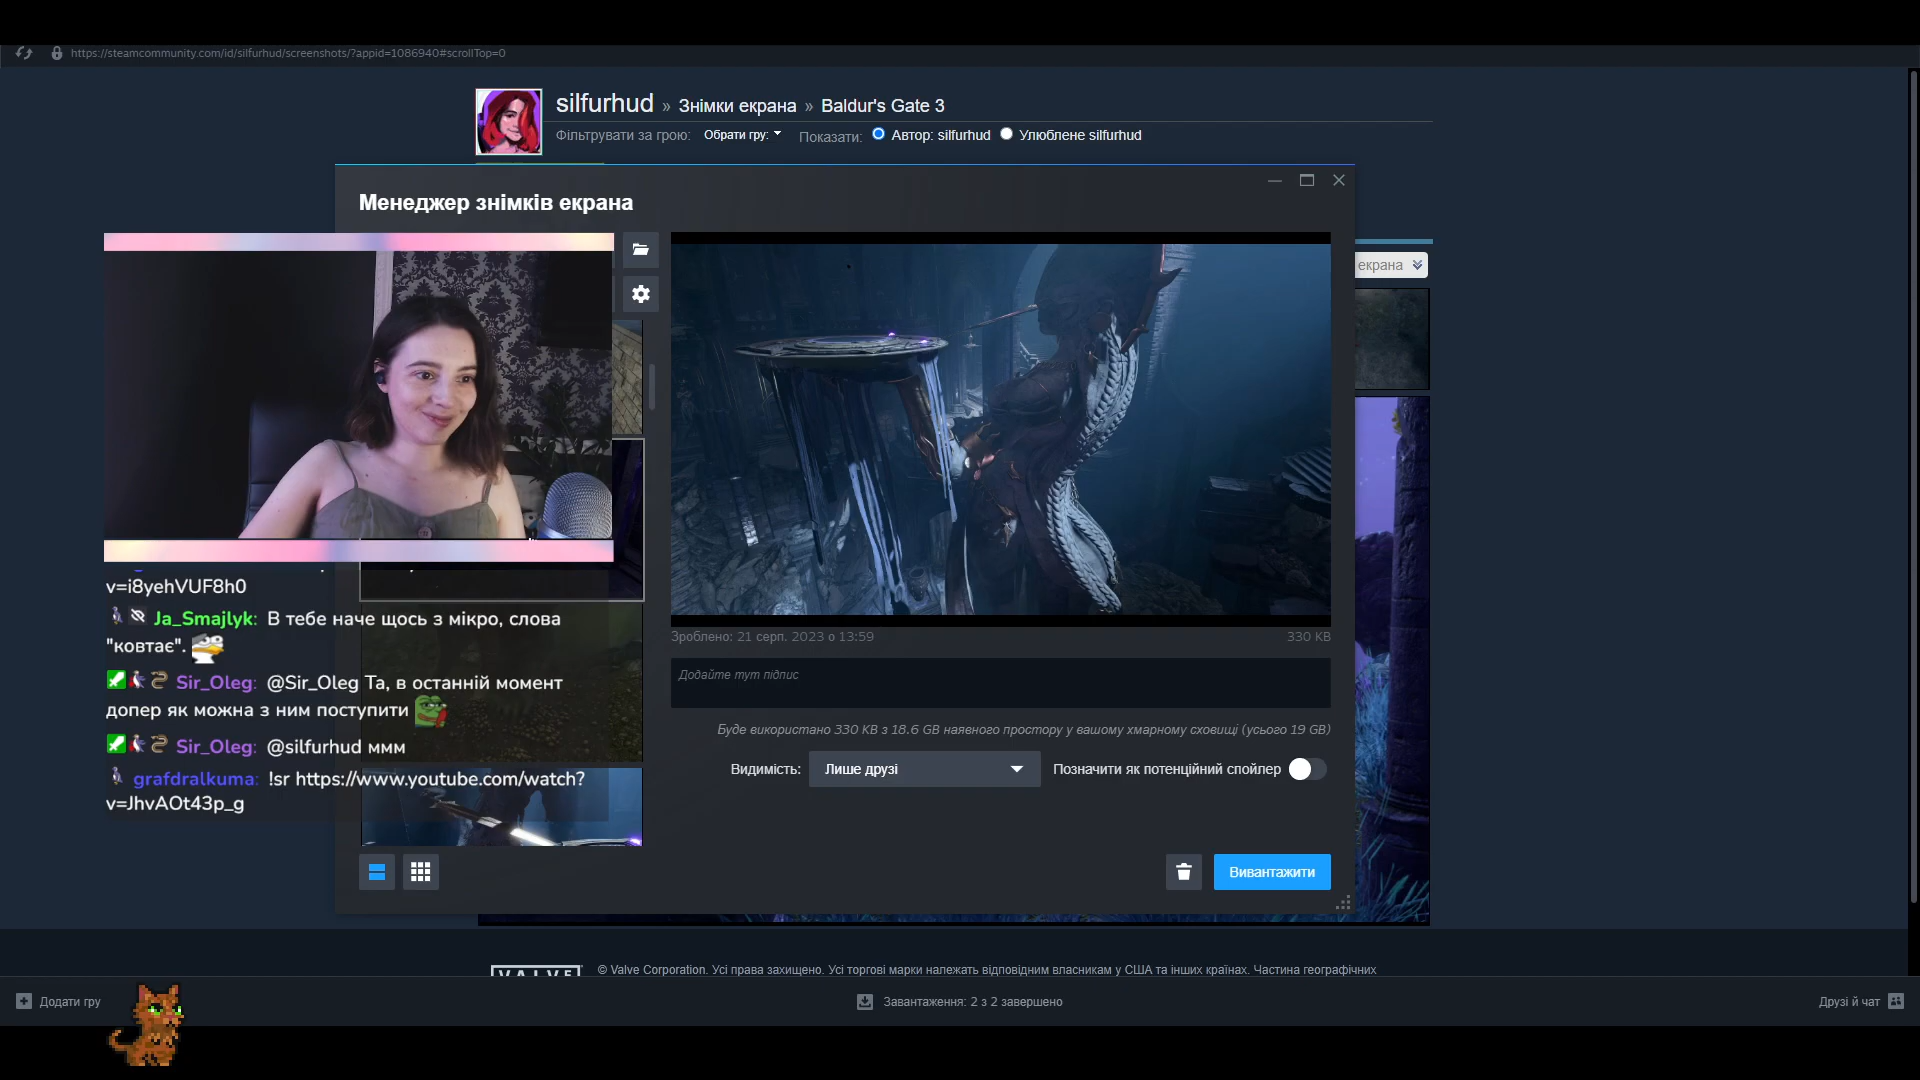 https://steamcommunity.com/id/silfurhud/screenshots/?appid=1086940#scrollTop=0
silfurhud » Знімки екрана » Baldur's Gate 3
Фільтрувати за грою: Обрати гру: Показати: Автор: silfurhud Улюблене silfurhud
Менеджер знімків екрана
екрана
v=i8yehVUF8h0
Ja_Smajlyk: В тебе наче щось з мікро, слова
"ковтає".
Sir_Oleg: @Sir_Oleg Та, в останній момент
допер як можна з ним поступити
Sir_Oleg: @silfurhud ммм
grafdralkuma: !sr https://www.youtube.com/watch?
v=JhvAOt43p_g
Зроблено: 21 серп. 2023 о 13:59 330 KB
Додайте тут підпис
Буде використано 330 KB з 18.6 GB наявного простору у вашому хмарному сховищі (усього 19 GB)
Видимість: Лише друзі Позначити як потенційний спойлер
Вивантажити
VALVE © Valve Corporation. Усі права захищено. Усі торгові марки належать відповідним власникам у США та інших країнах. Частина географічних
Додати гру Завантаження: 2 з 2 завершено Друзі й чат